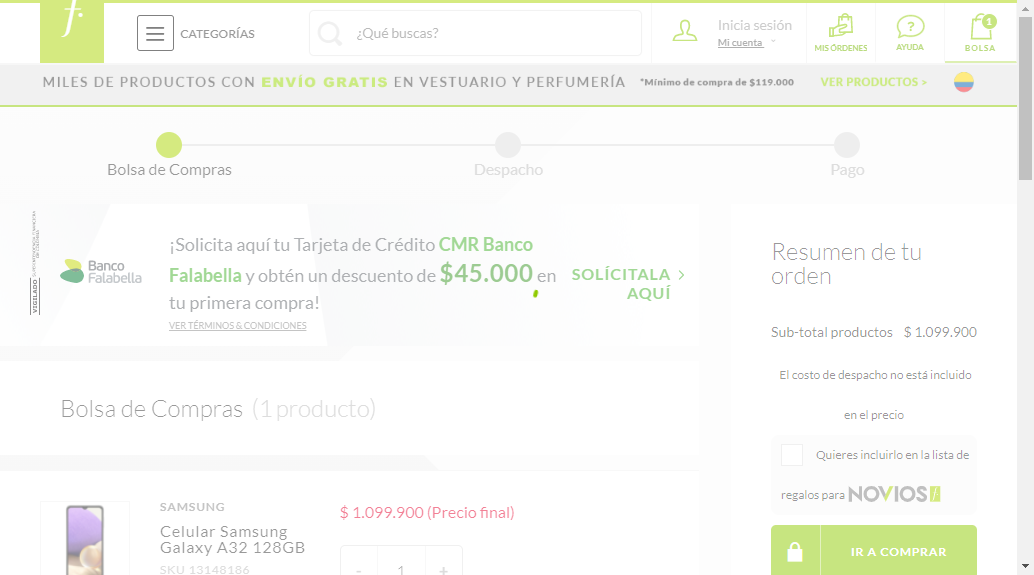 f.
CATEGORÍAS
¿Qué buscas?
Inicia sesión
Mi cuenta
MIS ÓRDENES
?
AYUDA
1
BOLSA
MILES DE PRODUCTOS CON ENVÍO GRATIS EN VESTUARIO Y PERFUMERÍA *Mínimo de compra de $119.000 VER PRODUCTOS >
Bolsa de Compras
Despacho
Pago
VIGILADO
Banco
Falabella
¡Solicita aquí tu Tarjeta de Crédito CMR Banco
Falabella y obtén un descuento de $45.000 en
tu primera compra!
VER TÉRMINOS & CONDICIONES
SOLÍCITALA >
AQUÍ
Bolsa de Compras (1 producto)
SAMSUNG
Celular Samsung
Galaxy A32 128GB
SKU 13148186
$ 1.099.900 (Precio final)
- 1 +
Resumen de tu
orden
Sub-total productos $ 1.099.900
El costo de despacho no está incluido
en el precio
Quieres incluirlo en la lista de
regalos para NOVIOS f
IR A COMPRAR